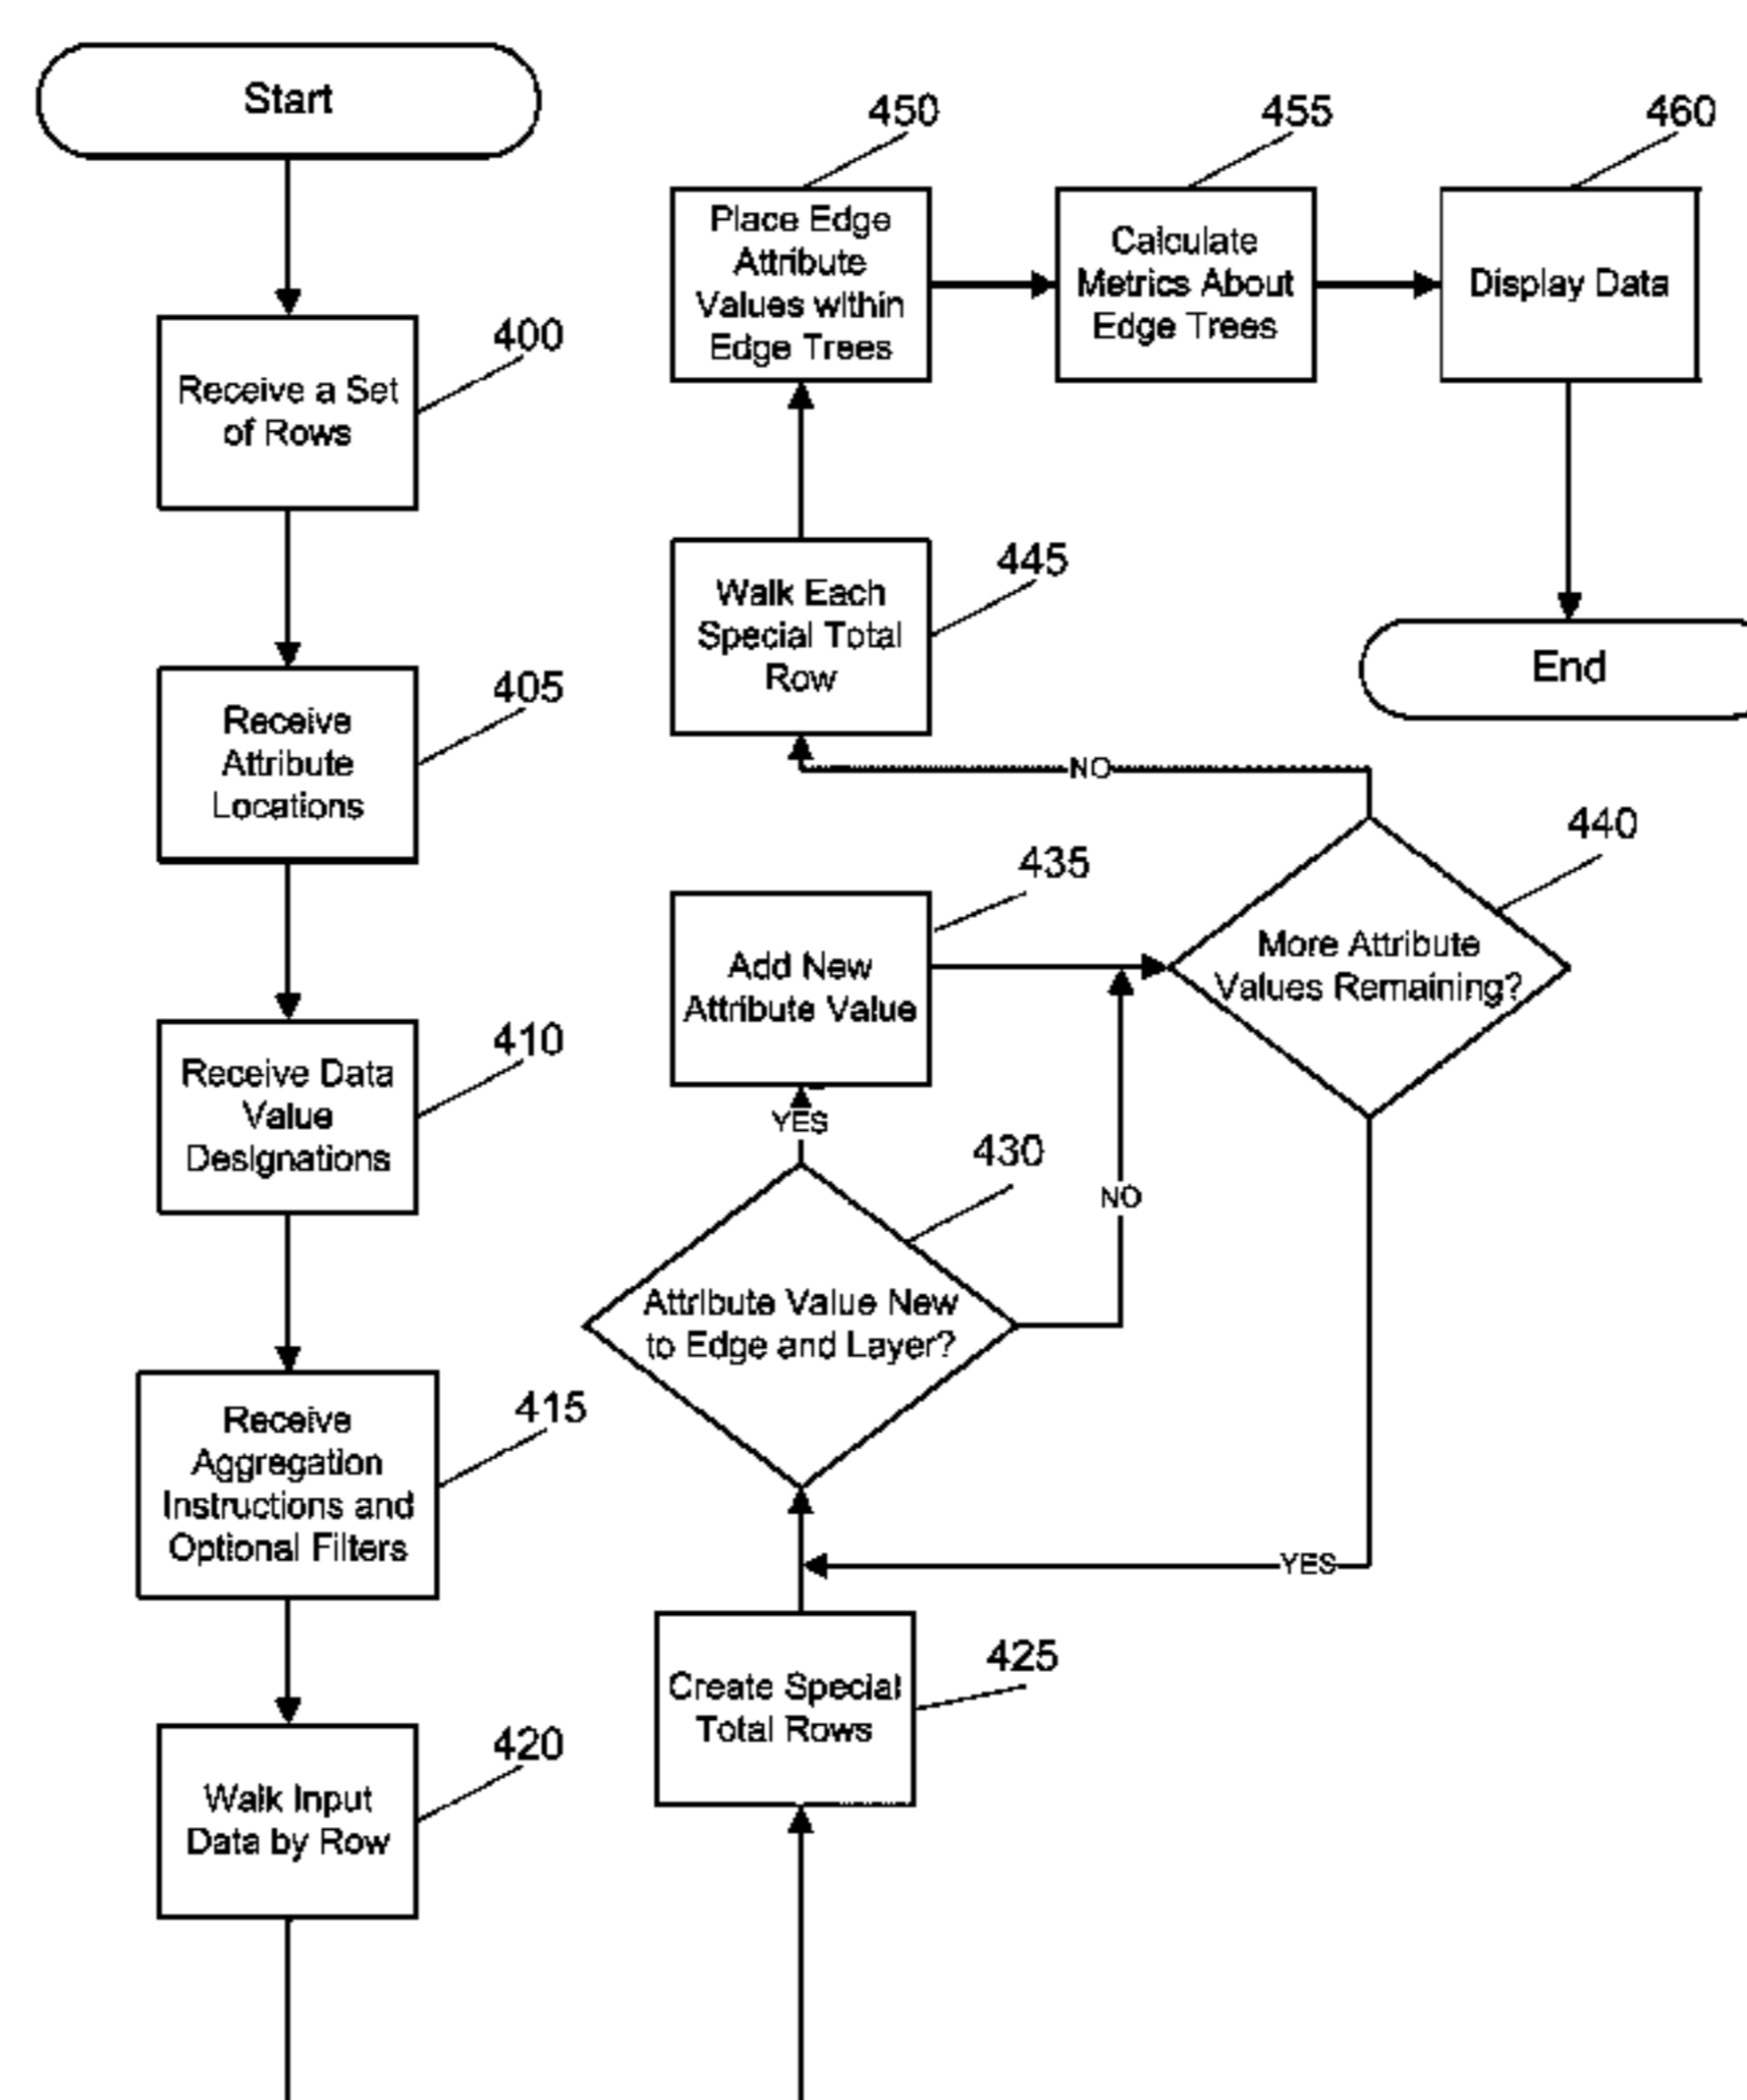 Start
400
Receive a Set
of Rows
405
Receive
Attribute
Locations
410
Receive Data
Value
Designations
415
Receive
Aggregation
Instructions and
Optional Filters
420
Walk Input
Data by Row
425
Create Special
Total Rows
430
Attribute Value New
to Edge and Layer?
YES
NO
435
Add New
Attribute Value
440
More Attribute
Values Remaining?
YES
NO
445
Walk Each
Special Total
Row
450
Place Edge
Attribute
Values within
Edge Trees
455
Calculate
Metrics About
Edge Trees
460
Display Data
End